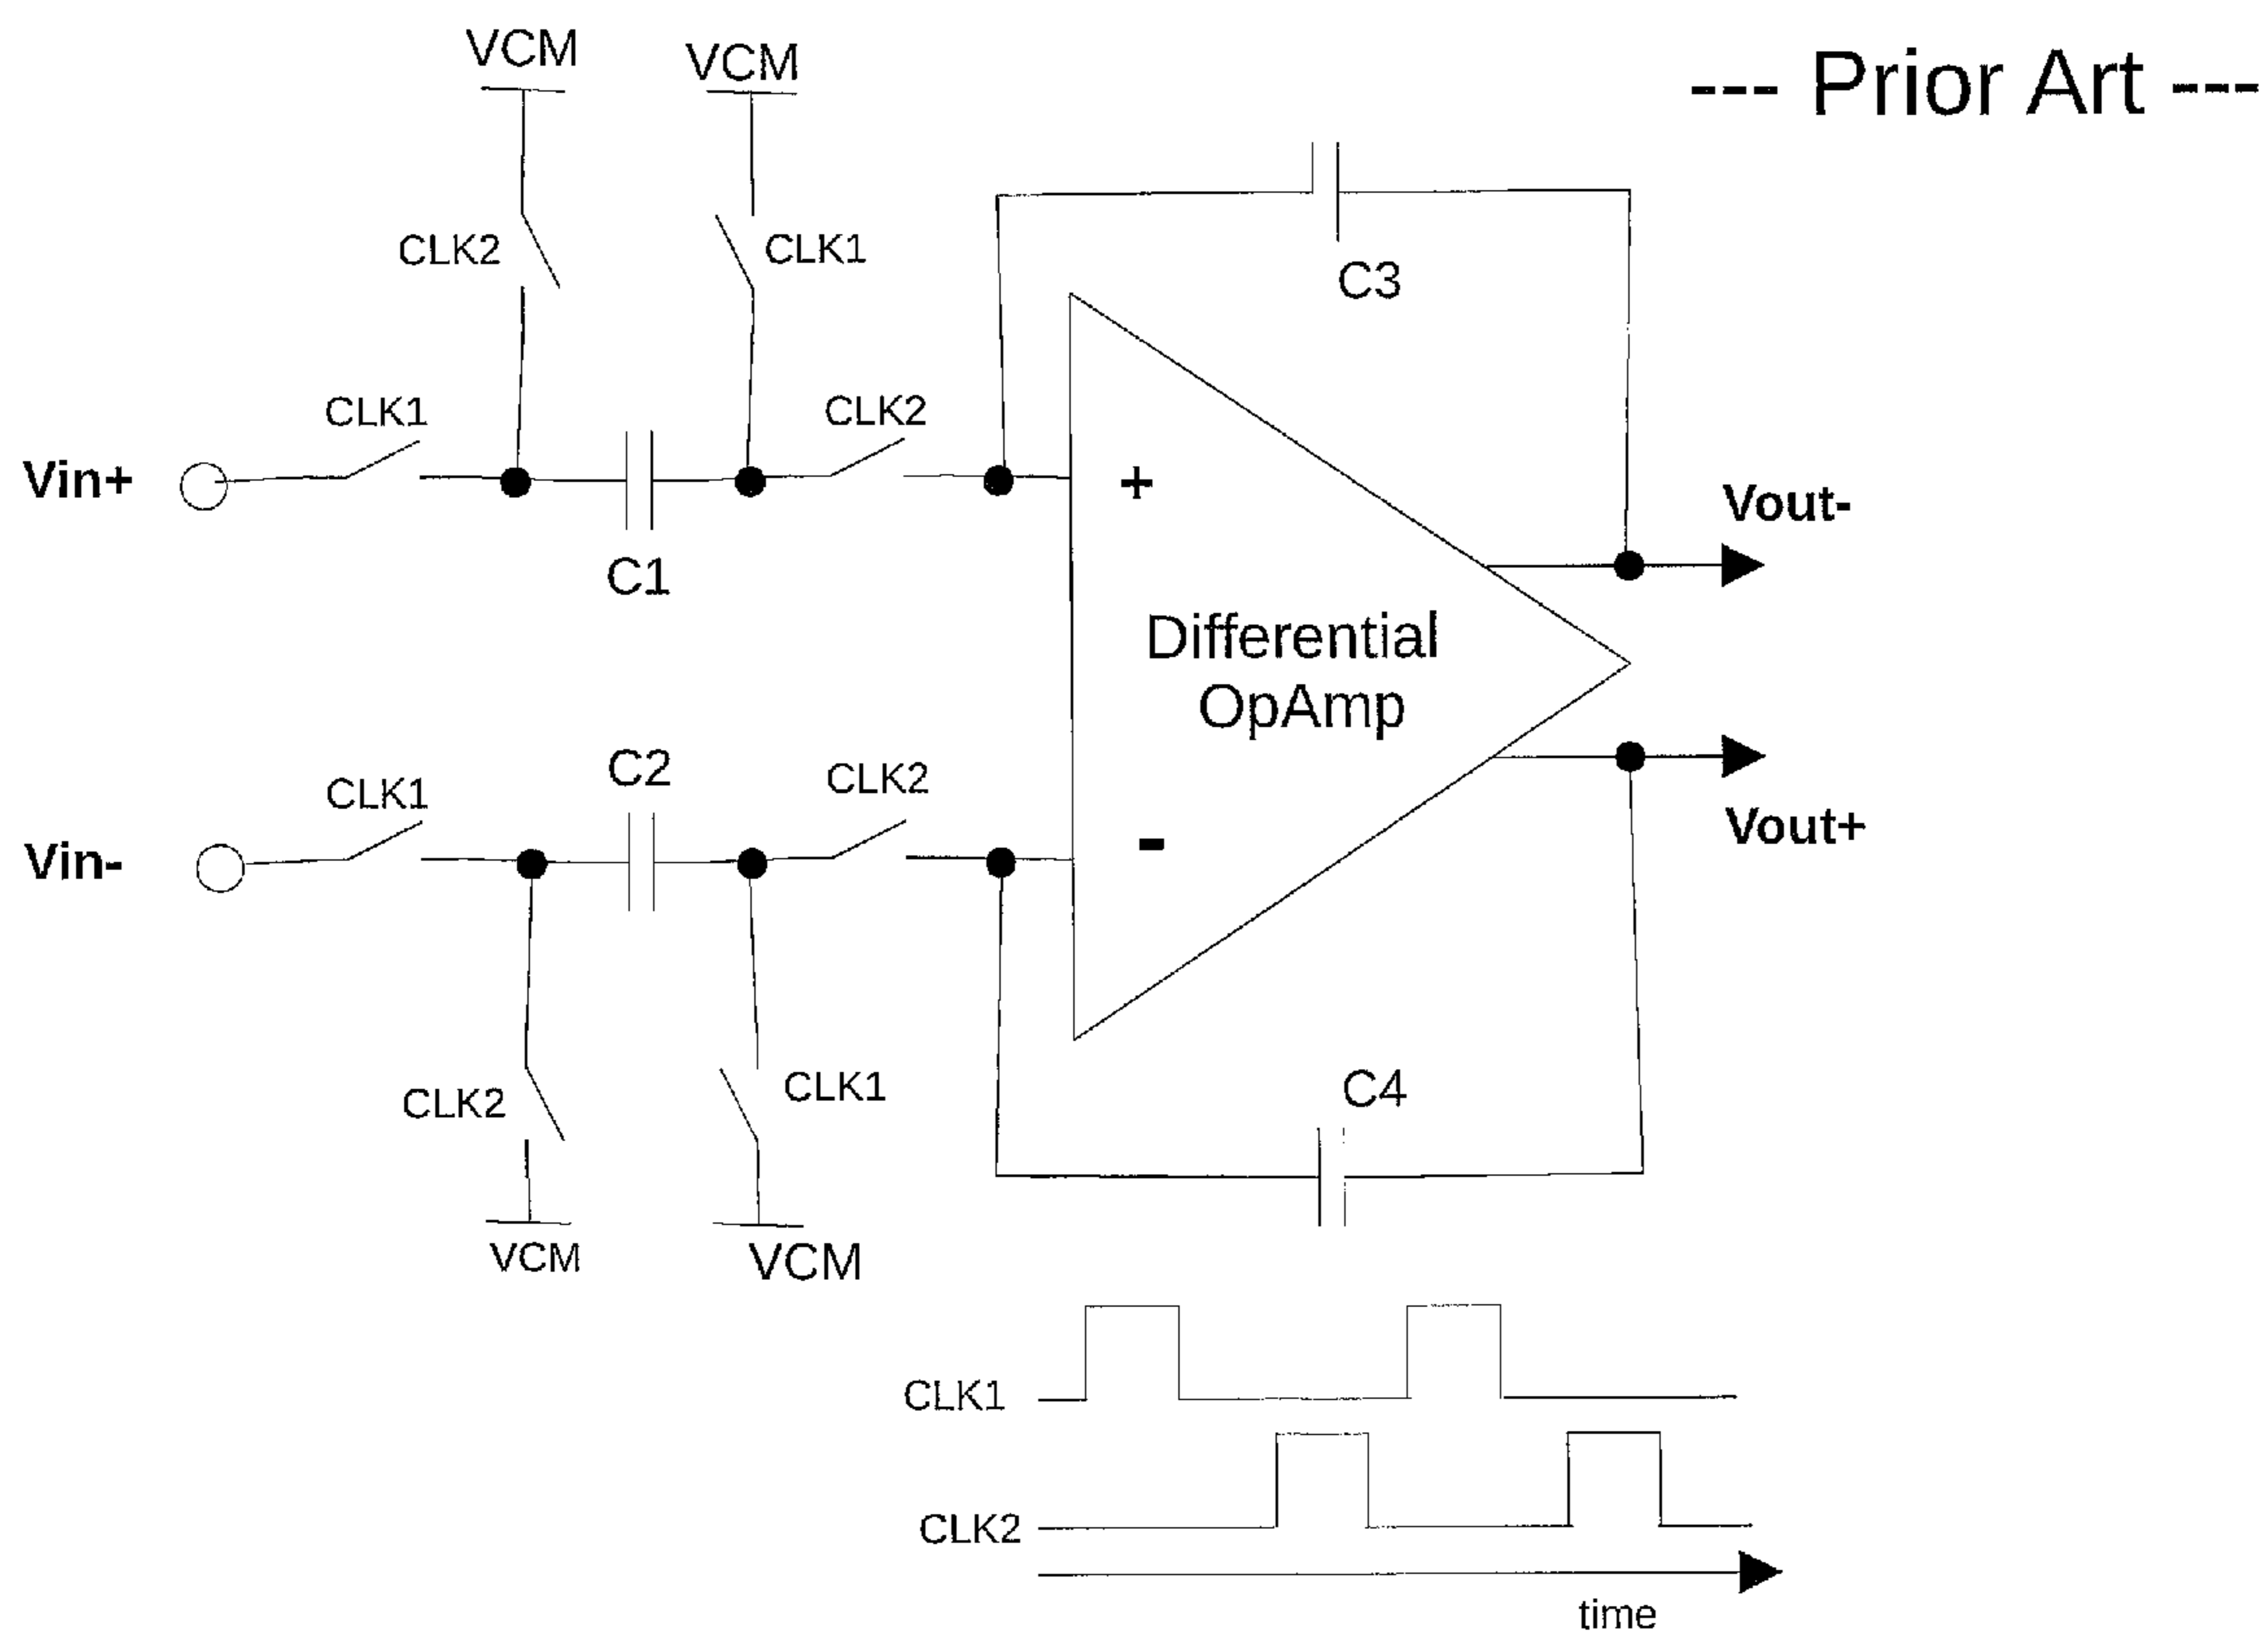 VCM
VCM
--- Prior Art ---
CLK2
CLK1
C3
CLK1
CLK2
Vin+
+
Vout-
C1
Differential
OpAmp
C2
CLK1
CLK2
Vout+
Vin-
-
CLK2
CLK1
C4
VCM
VCM
CLK1
CLK2
time